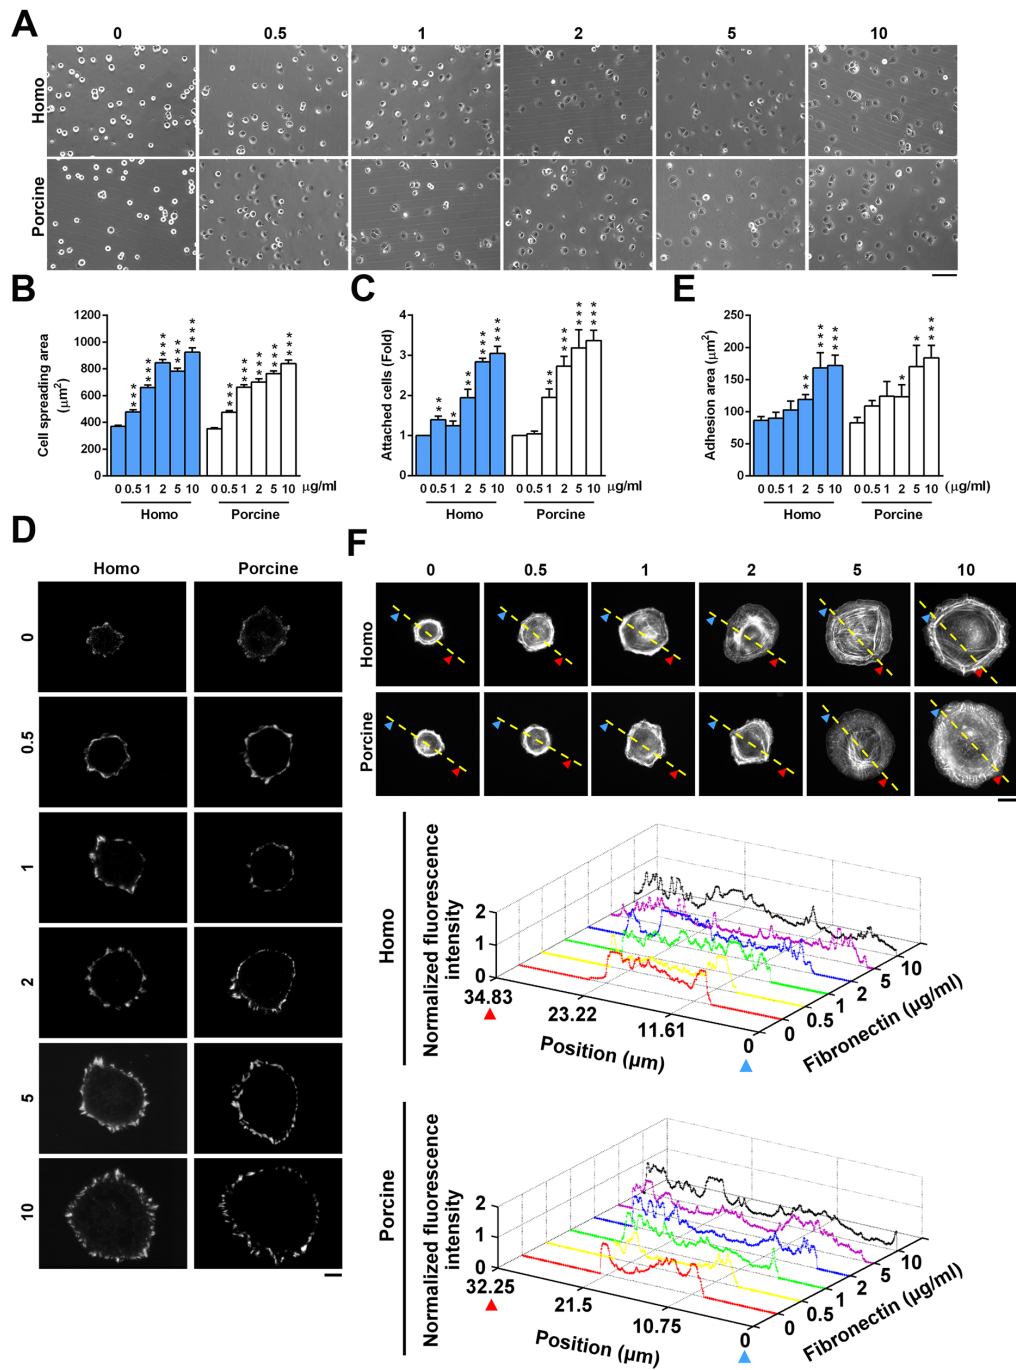 A
0 0.5 1 2 5 10
Homo
Porcine
B
Cell spreading area
(μm²)
1200
1000
800
600
400
200
0
*** *** *** *** ***
*** *** *** *** ***
0 0.5 1 2 5 10 0 0.5 1 2 5 10 μg/ml
Homo Porcine
C
Attached cells (Fold)
4
3
2
1
0
** * ** *** ***
** ** *** ***
0 0.5 1 2 5 10 0 0.5 1 2 5 10 μg/ml
Homo Porcine
E
Adhesion area (μm²)
250
200
150
100
50
0
** *** ***
* * ***
0 0.5 1 2 5 10 0 0.5 1 2 5 10 (μg/ml)
Homo Porcine
D
Homo Porcine
0
0.5
1
2
5
10
F
0 0.5 1 2 5 10
Homo
Porcine
Homo
Normalized fluorescence
intensity
2
1
0
34.83
23.22
11.61
0
Position (μm)
0 0.5 1 2 5 10
Fibronectin (μg/ml)
Porcine
Normalized fluorescence
intensity
2
1
0
32.25
21.5
10.75
0
Position (μm)
0 0.5 1 2 5 10
Fibronectin (μg/ml)